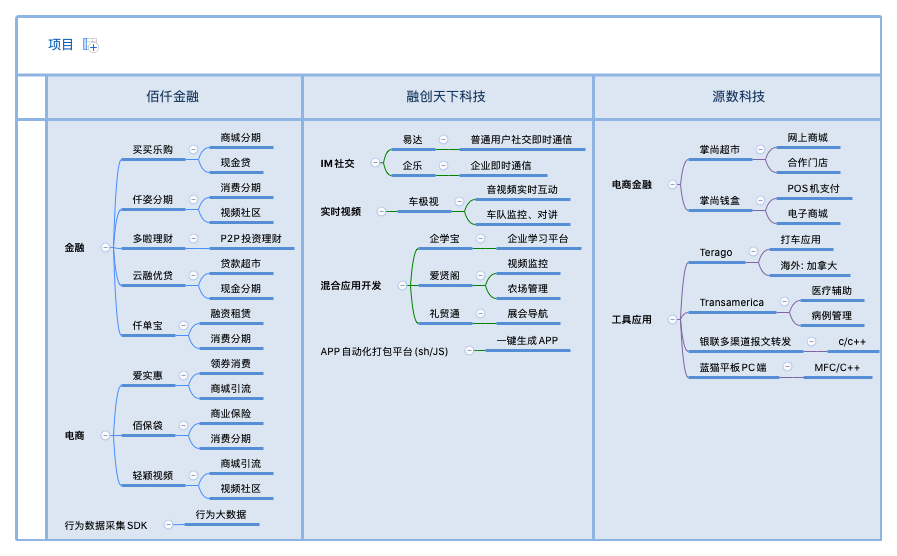 项目
佰仟金融
融创天下科技
源数科技
金融
买买乐购
商城分期
现金贷
仟姿分期
消费分期
视频社区
多啦理财
P2P投资理财
云融优贷
贷款超市
现金分期
仟单宝
融资租赁
消费分期
电商
爱实惠
领券消费
商城引流
佰保袋
商业保险
消费分期
轻颖视频
商城引流
视频社区
行为数据采集SDK
行为大数据
IM社交
易达
普通用户社交即时通信
企乐
企业即时通信
实时视频
车极视
音视频实时互动
车队监控、对讲
混合应用开发
企学宝
企业学习平台
爱贤阁
视频监控
农场管理
礼贸通
展会导航
APP自动化打包平台(sh/JS)
一键生成APP
电商金融
掌尚超市
网上商城
合作门店
掌尚钱盒
POS机支付
电子商城
工具应用
Terago
打车应用
海外: 加拿大
Transamerica
医疗辅助
病例管理
银联多渠道报文转发
c/c++
蓝猫平板PC端
MFC/C++